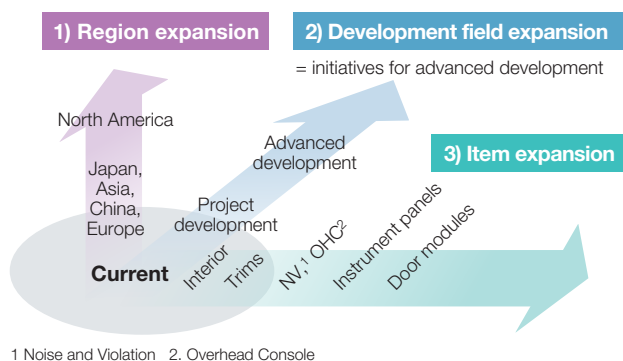 1) Region expansion
2) Development field expansion
= initiatives for advanced development
North America
Advanced
development
3) Item expansion
Japan,
Asia,
China,
Europe
Project
development
Current
Interior
Trims
NV,¹ OHC²
Instrument panels
Door modules
1 Noise and Violation 2. Overhead Console